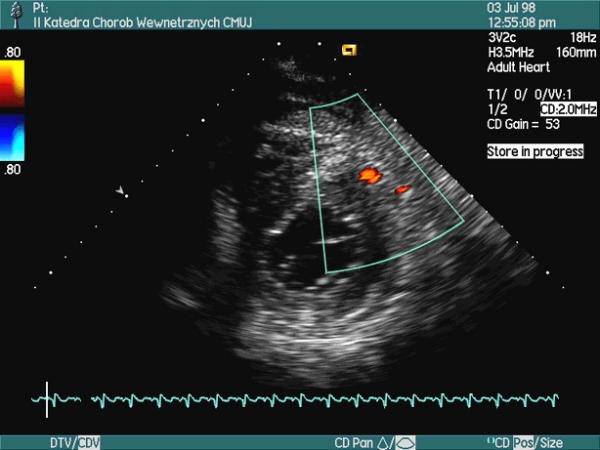 Pt:
II Katedra Chorob Wewnetrznych CMUJ
03 Jul 98
12:55:08 pm
3V2c 18Hz
H3.5MHz 160mm
Adult Heart
T1/ 0/ 0/VV:1
1/2 CD:2.0MHz
CD Gain = 53
Store in progress
.80
.80
DTV/CDV
CD Pan
CD Pos/Size